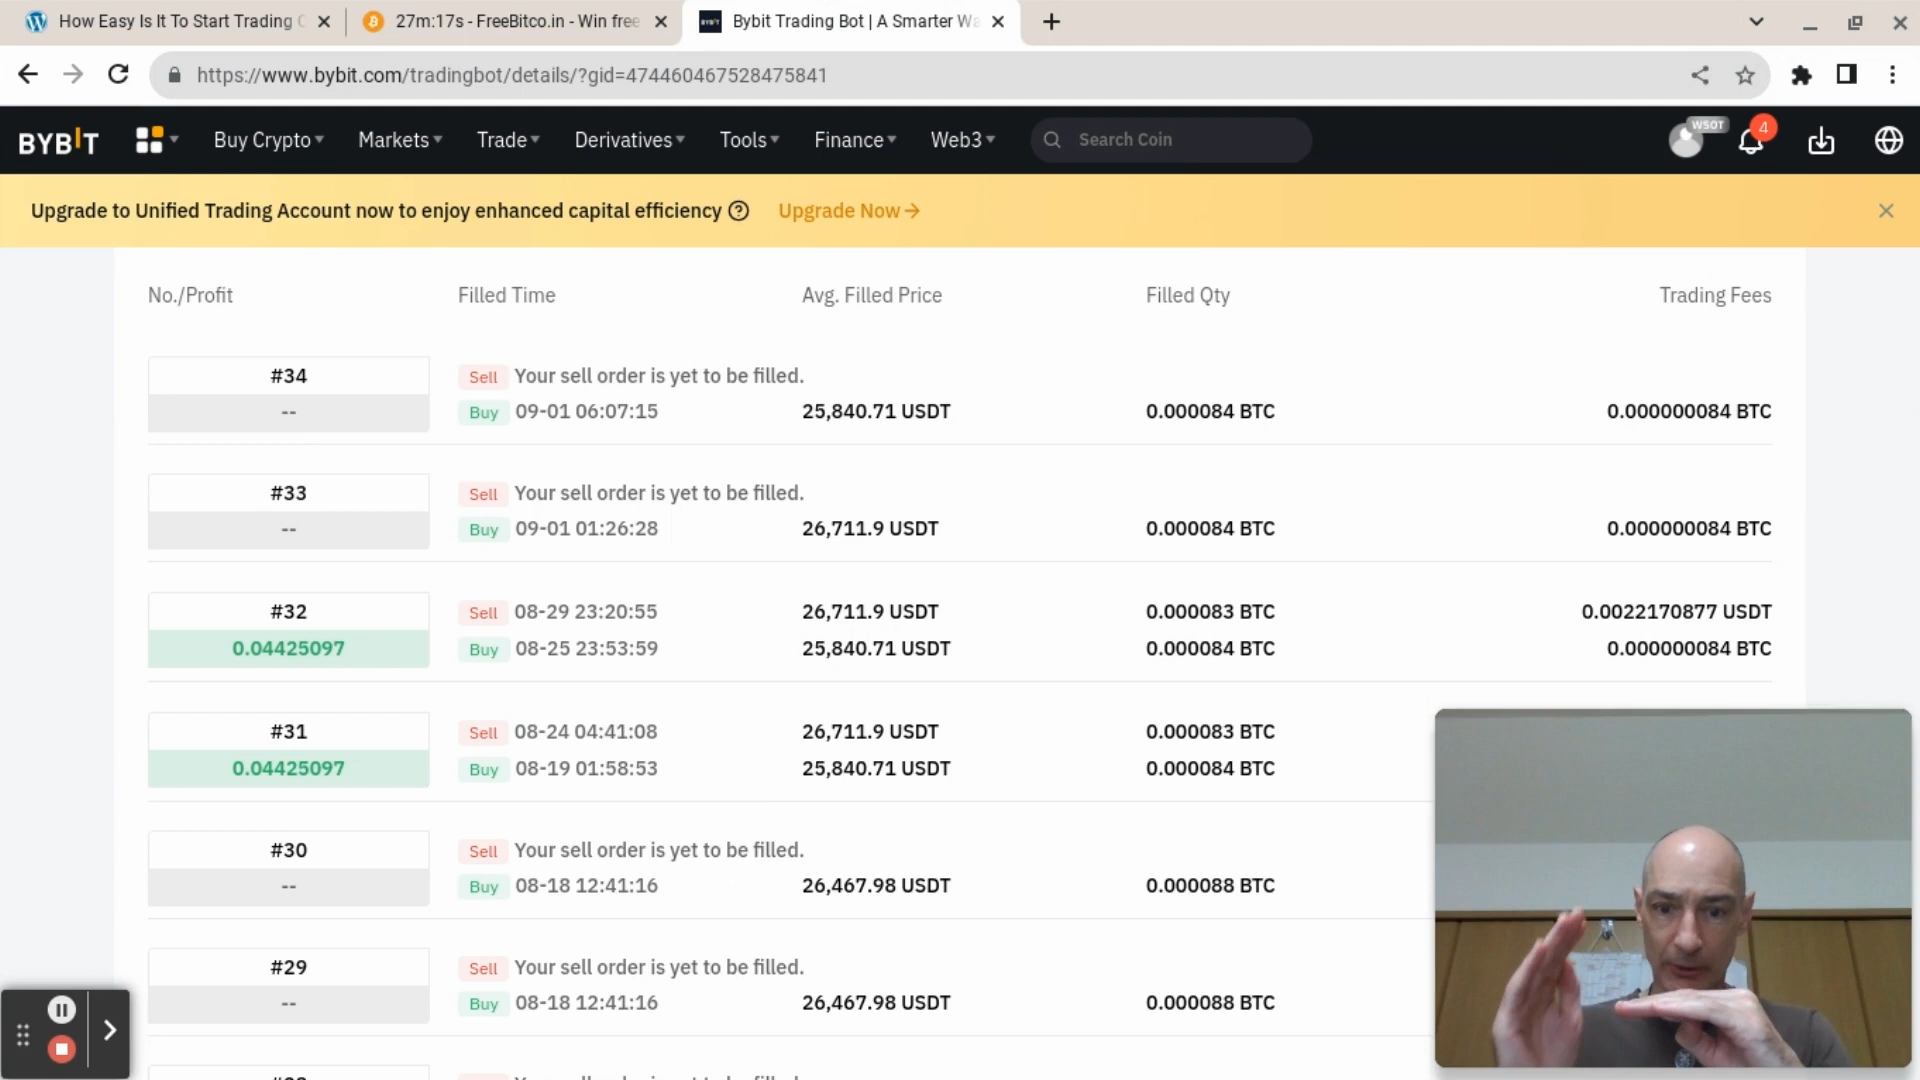 How Easy Is It To Start Trading
27m:17s - FreeBitco.in - Win free
Bybit Trading Bot | A Smarter Wa
https://www.bybit.com/tradingbot/details/?gid=474460467528475841
BYBIT
Buy Crypto
Markets
Trade
Derivatives
Tools
Finance
Web3
Search Coin
WSOT
4
Upgrade to Unified Trading Account now to enjoy enhanced capital efficiency ? Upgrade Now →
No./Profit Filled Time Avg. Filled Price Filled Qty Trading Fees
#34 Sell Your sell order is yet to be filled.
-- Buy 09-01 06:07:15 25,840.71 USDT 0.000084 BTC 0.000000084 BTC
#33 Sell Your sell order is yet to be filled.
-- Buy 09-01 01:26:28 26,711.9 USDT 0.000084 BTC 0.000000084 BTC
#32 Sell 08-29 23:20:55 26,711.9 USDT 0.000083 BTC 0.0022170877 USDT
0.04425097 Buy 08-25 23:53:59 25,840.71 USDT 0.000084 BTC 0.000000084 BTC
#31 Sell 08-24 04:41:08 26,711.9 USDT 0.000083 BTC
0.04425097 Buy 08-19 01:58:53 25,840.71 USDT 0.000084 BTC
#30 Sell Your sell order is yet to be filled.
-- Buy 08-18 12:41:16 26,467.98 USDT 0.000088 BTC
#29 Sell Your sell order is yet to be filled.
-- Buy 08-18 12:41:16 26,467.98 USDT 0.000088 BTC